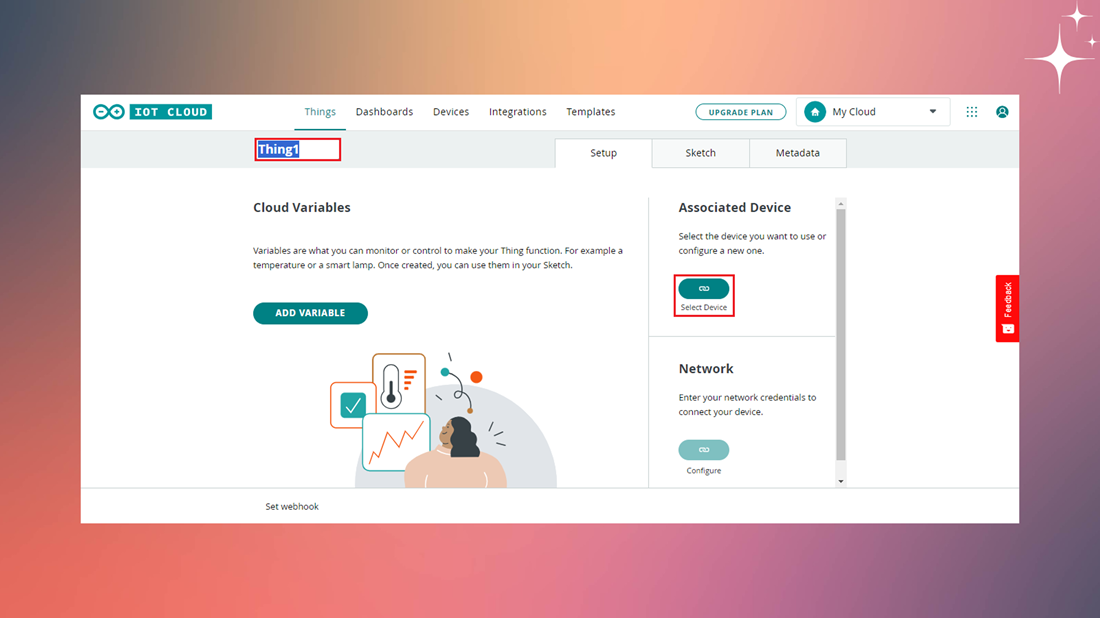 IOT CLOUD
Things
Dashboards
Devices
Integrations
Templates
UPGRADE PLAN
My Cloud
Thing1
Setup
Sketch
Metadata
Cloud Variables
Variables are what you can monitor or control to make your Thing function. For example a
temperature or a smart lamp. Once created, you can use them in your Sketch.
ADD VARIABLE
Associated Device
Select the device you want to use or
configure a new one.
Select Device
Network
Enter your network credentials to
connect your device.
Configure
Feedback
Set webhook